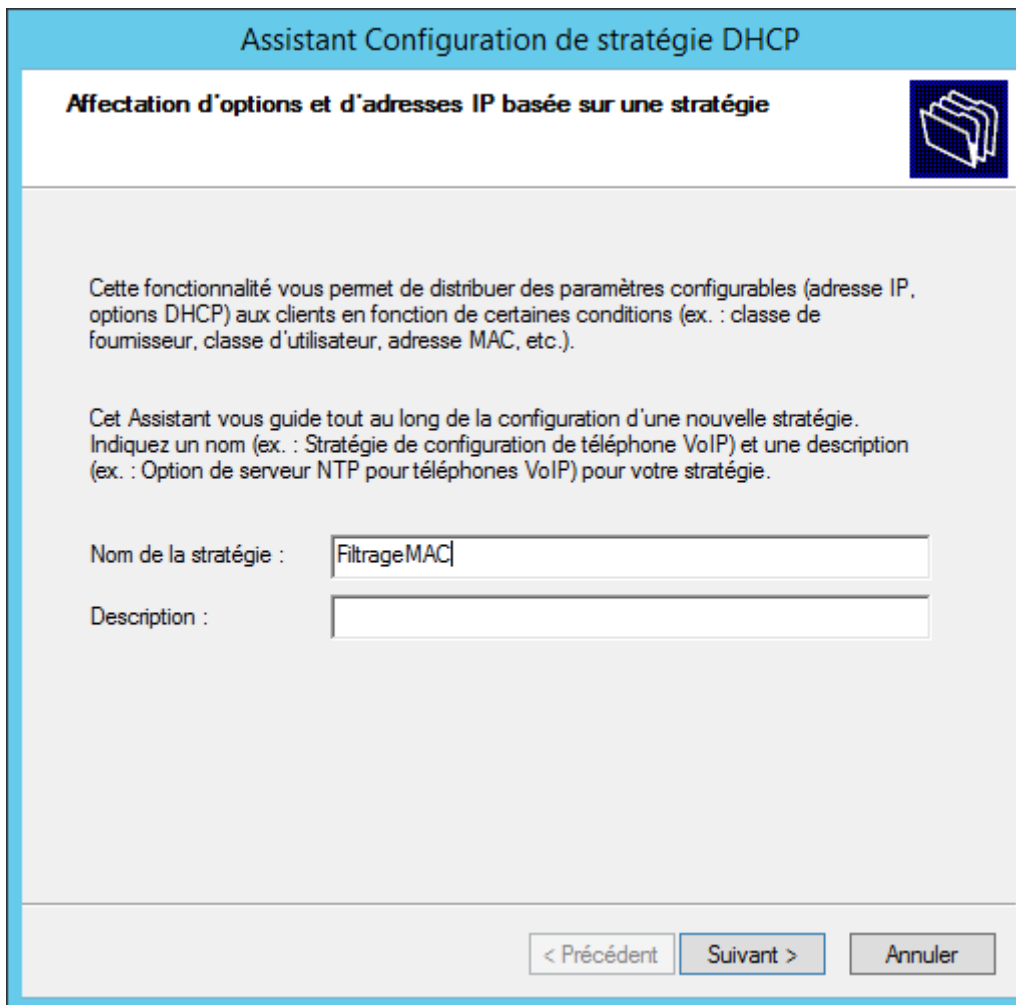 Assistant Configuration de stratégie DHCP
Affectation d'options et d'adresses IP basée sur une stratégie
Cette fonctionnalité vous permet de distribuer des paramètres configurables (adresse IP,
options DHCP) aux clients en fonction de certaines conditions (ex. : classe de
fournisseur, classe d'utilisateur, adresse MAC, etc.).
Cet Assistant vous guide tout au long de la configuration d'une nouvelle stratégie.
Indiquez un nom (ex. : Stratégie de configuration de téléphone VoIP) et une description
(ex. : Option de serveur NTP pour téléphones VoIP) pour votre stratégie.
Nom de la stratégie : FiltrageMAC
Description :
< Précédent Suivant > Annuler